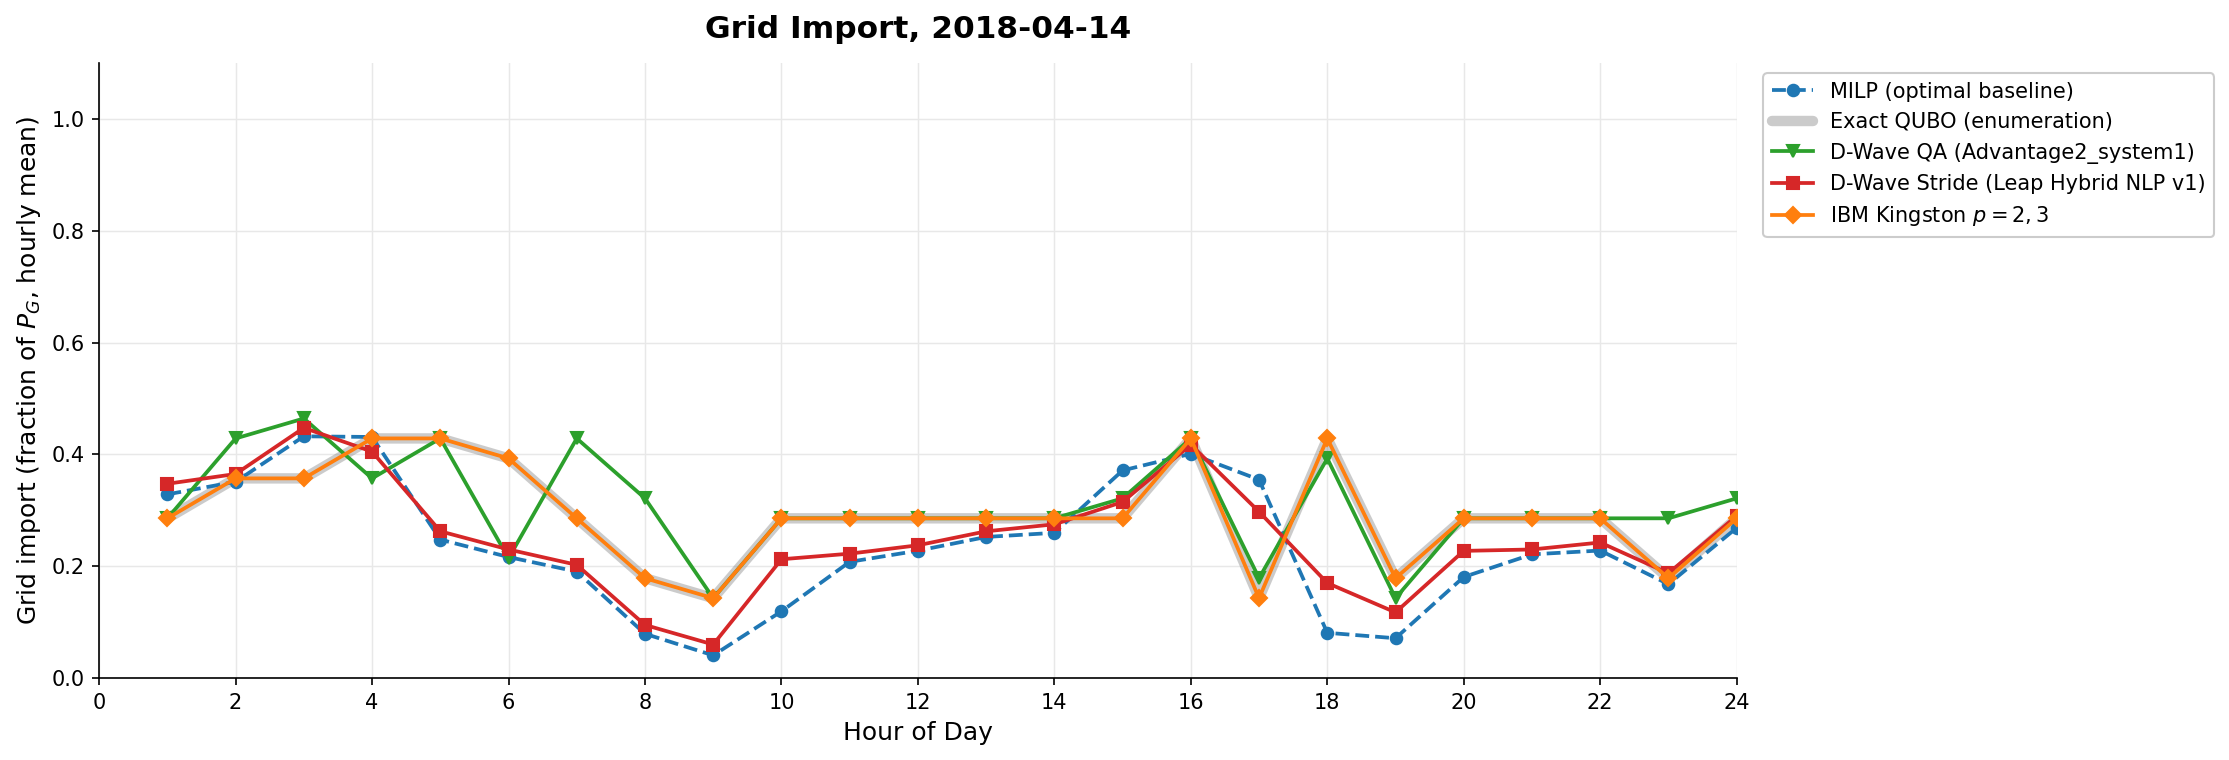 Grid Import, 2018-04-14
Grid import (fraction of P_G, hourly mean)
1.0
0.8
0.6
0.4
0.2
0.0
0 2 4 6 8 10 12 14 16 18 20 22 24
Hour of Day
MILP (optimal baseline)
Exact QUBO (enumeration)
D-Wave QA (Advantage2_system1)
D-Wave Stride (Leap Hybrid NLP v1)
IBM Kingston p = 2, 3